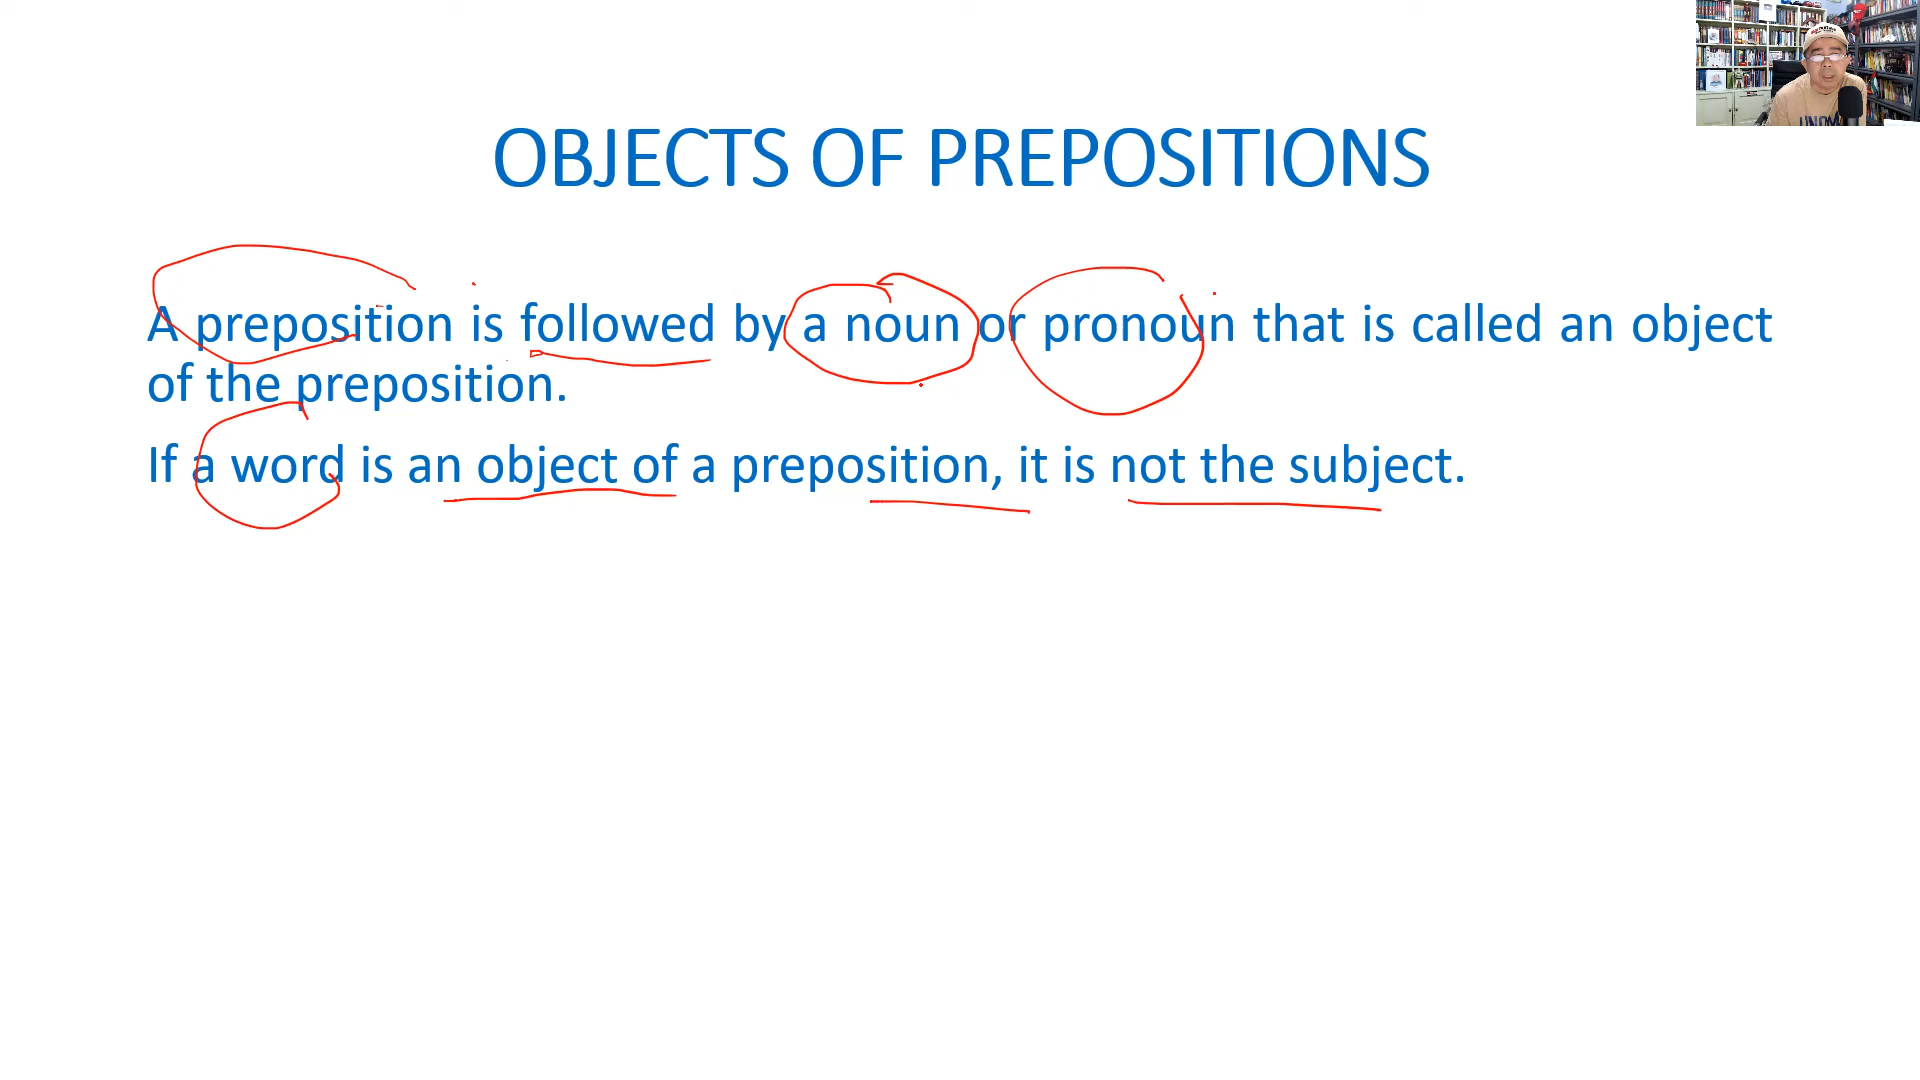 OBJECTS OF PREPOSITIONS
A preposition is followed by a noun or pronoun that is called an object
of the preposition.
If a word is an object of a preposition, it is not the subject.